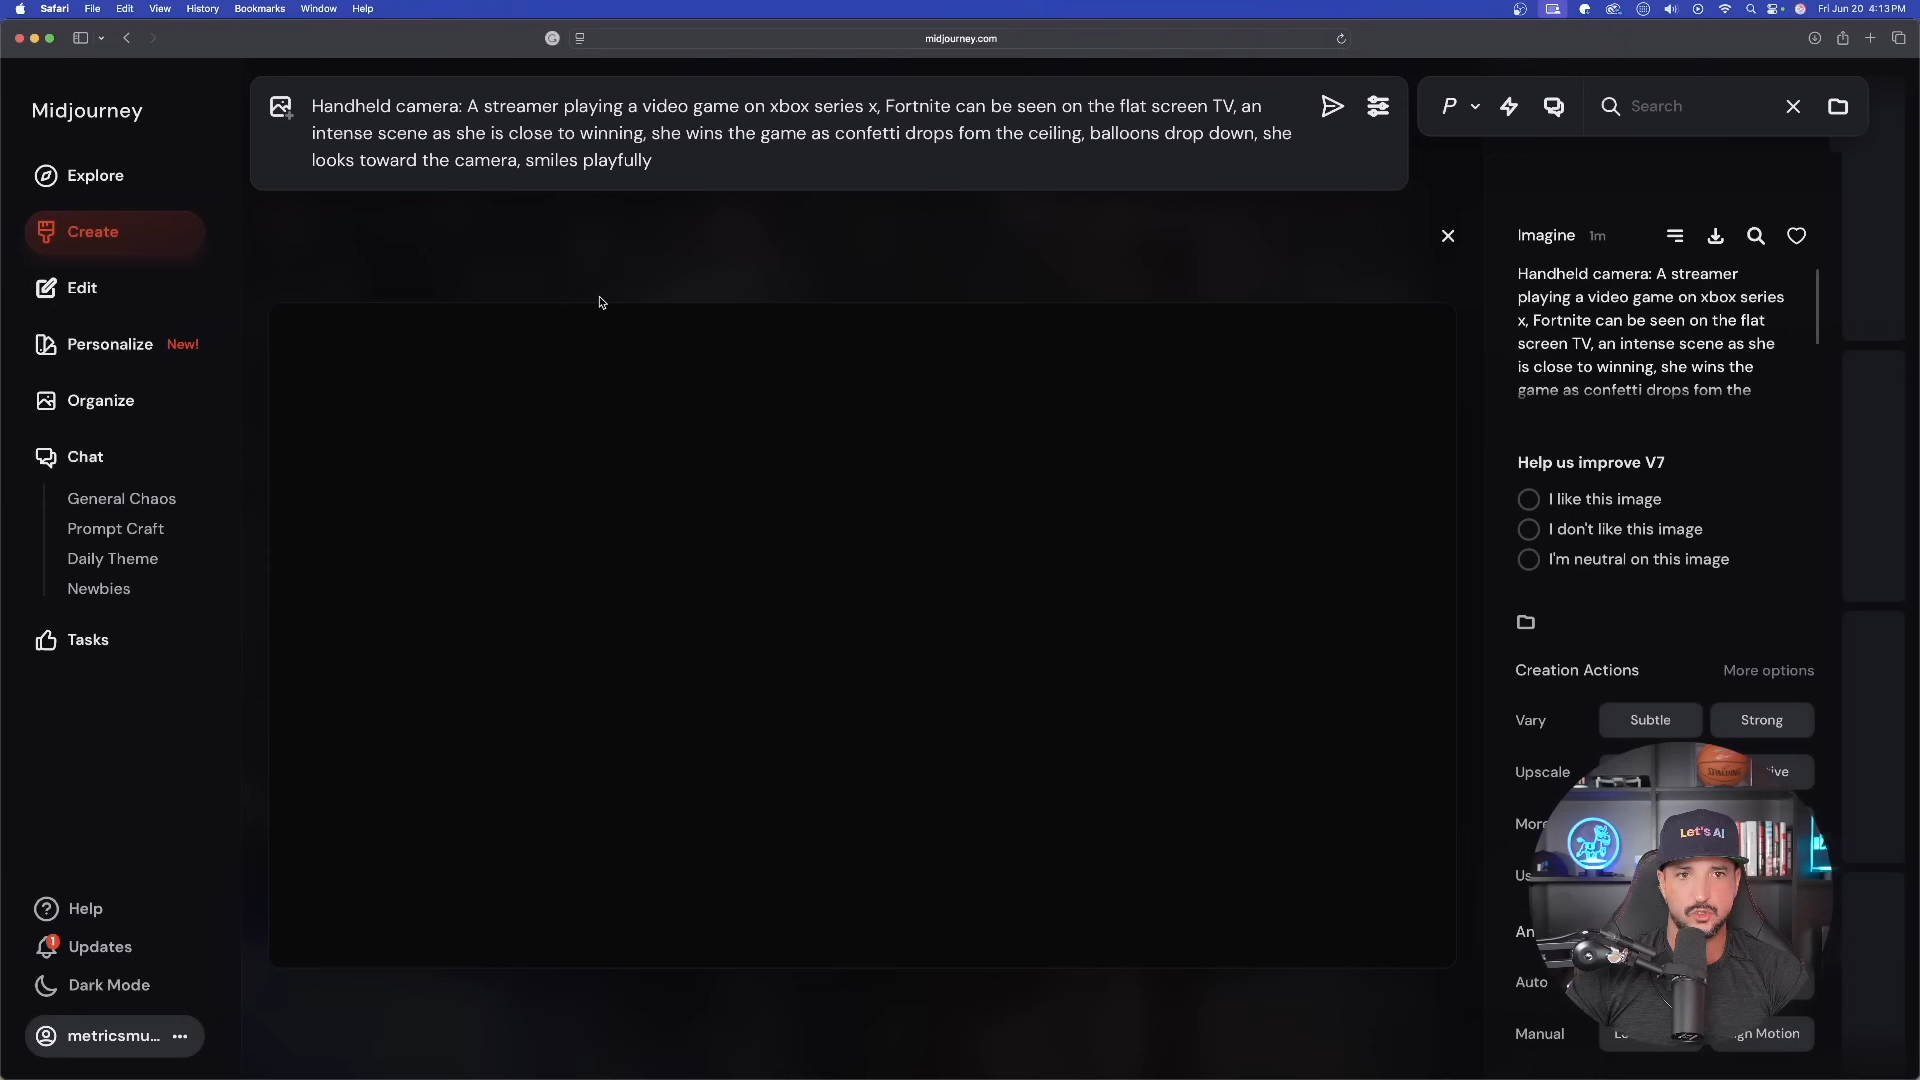 Safari File Edit View History Bookmarks Window Help
Fri Jun 20 4:13 PM
midjourney.com
Midjourney
Handheld camera: A streamer playing a video game on xbox series x, Fortnite can be seen on the flat screen TV, an
intense scene as she is close to winning, she wins the game as confetti drops fom the ceiling, balloons drop down, she
looks toward the camera, smiles playfully
P
Search
Explore
Create
Edit
Personalize New!
Organize
Chat
General Chaos
Prompt Craft
Daily Theme
Newbies
Tasks
Help
1
Updates
Dark Mode
metricsmu...
Imagine 1m
Handheld camera: A streamer
playing a video game on xbox series
x, Fortnite can be seen on the flat
screen TV, an intense scene as she
is close to winning, she wins the
game as confetti drops fom the
Help us improve V7
I like this image
I don't like this image
I'm neutral on this image
Creation Actions More options
Vary Subtle Strong
Upscale
More
Auto
Manual
Motion
SPALDING
Let's AI